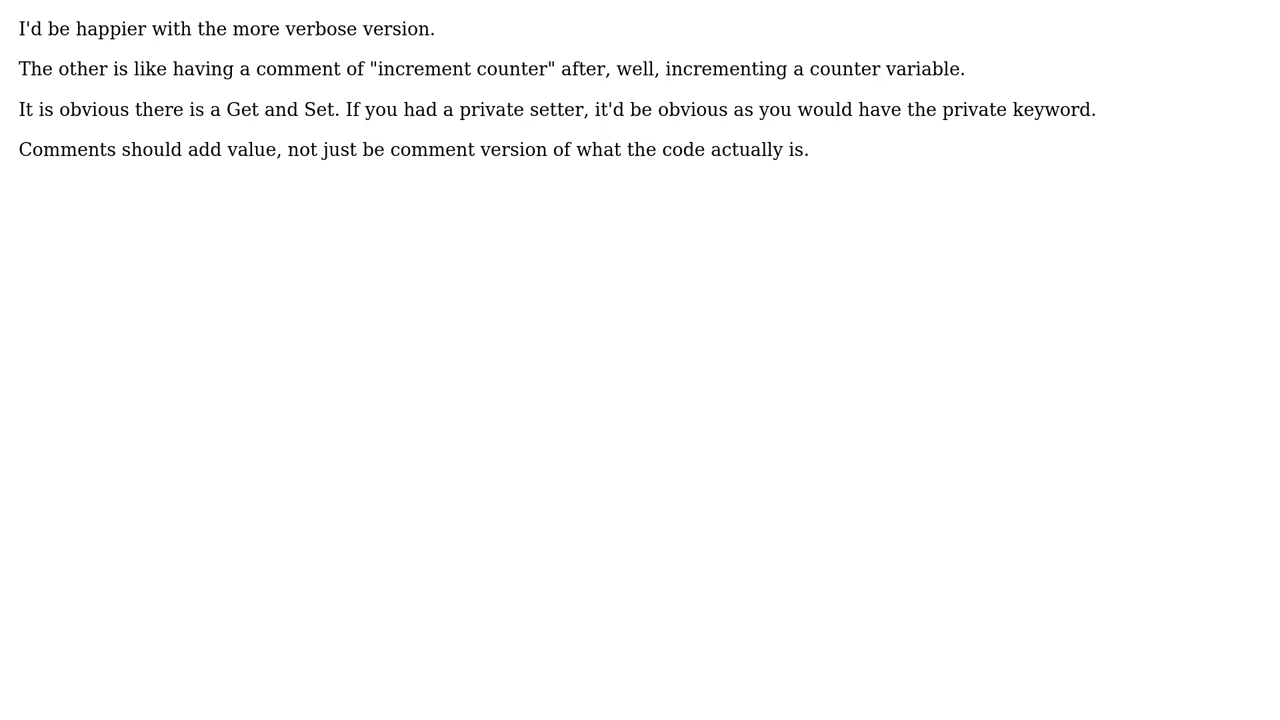 I'd be happier with the more verbose version.
The other is like having a comment of "increment counter" after, well, incrementing a counter variable.
It is obvious there is a Get and Set. If you had a private setter, it'd be obvious as you would have the private keyword.
Comments should add value, not just be comment version of what the code actually is.